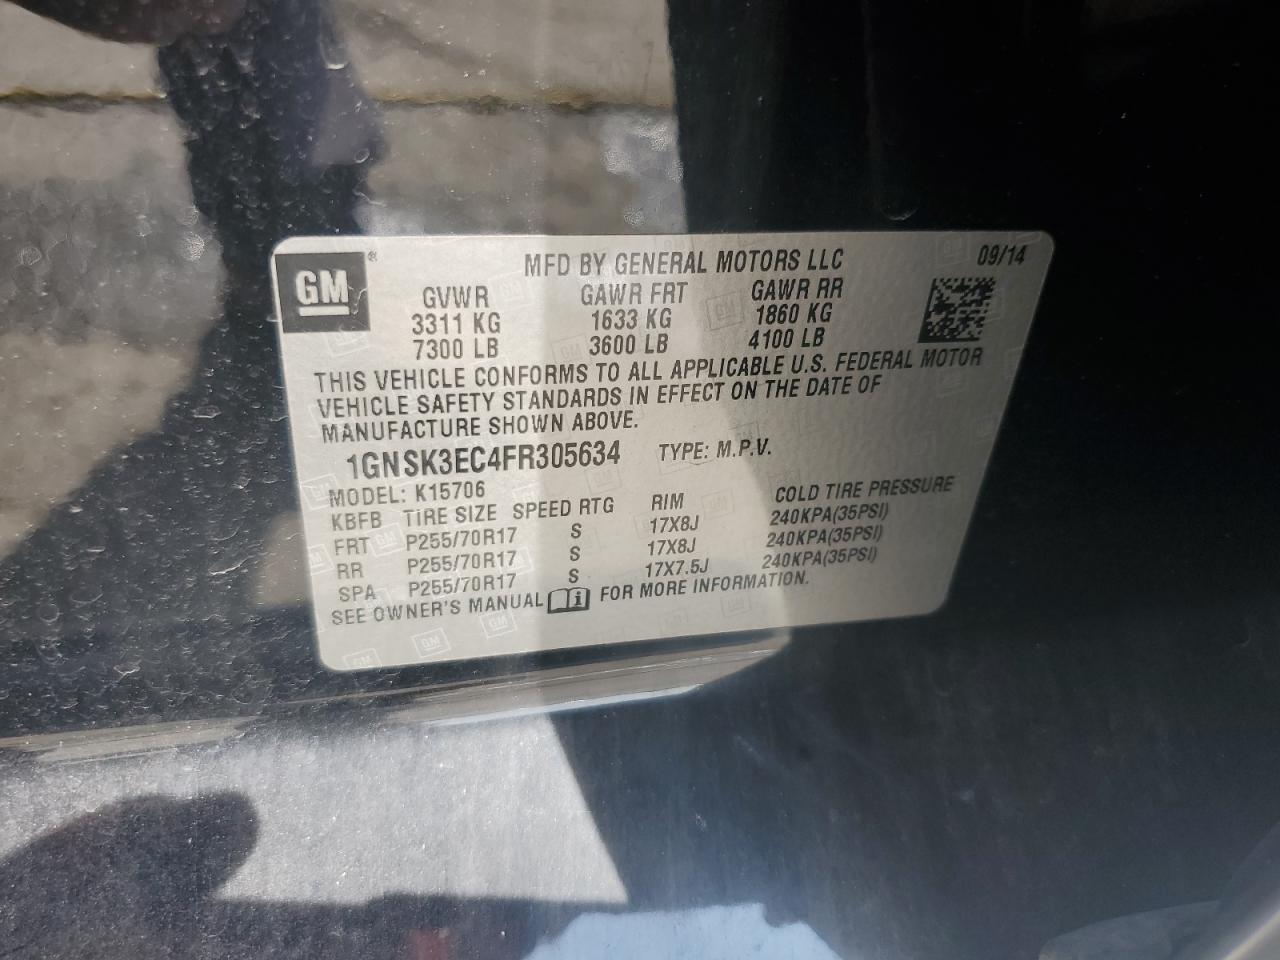 GM ®
MFD BY GENERAL MOTORS LLC 09/14
GVWR GAWR FRT GAWR RR
3311 KG 1633 KG 1860 KG
7300 LB 3600 LB 4100 LB
THIS VEHICLE CONFORMS TO ALL APPLICABLE U.S. FEDERAL MOTOR
VEHICLE SAFETY STANDARDS IN EFFECT ON THE DATE OF
MANUFACTURE SHOWN ABOVE.
1GNSK3EC4FR305634 TYPE: M.P.V.
MODEL: K15706
KBFB TIRE SIZE SPEED RTG RIM COLD TIRE PRESSURE
FRT P255/70R17 S 17X8J 240KPA(35PSI)
RR P255/70R17 S 17X8J 240KPA(35PSI)
SPA P255/70R17 S 17X7.5J 240KPA(35PSI)
SEE OWNER'S MANUAL i FOR MORE INFORMATION.